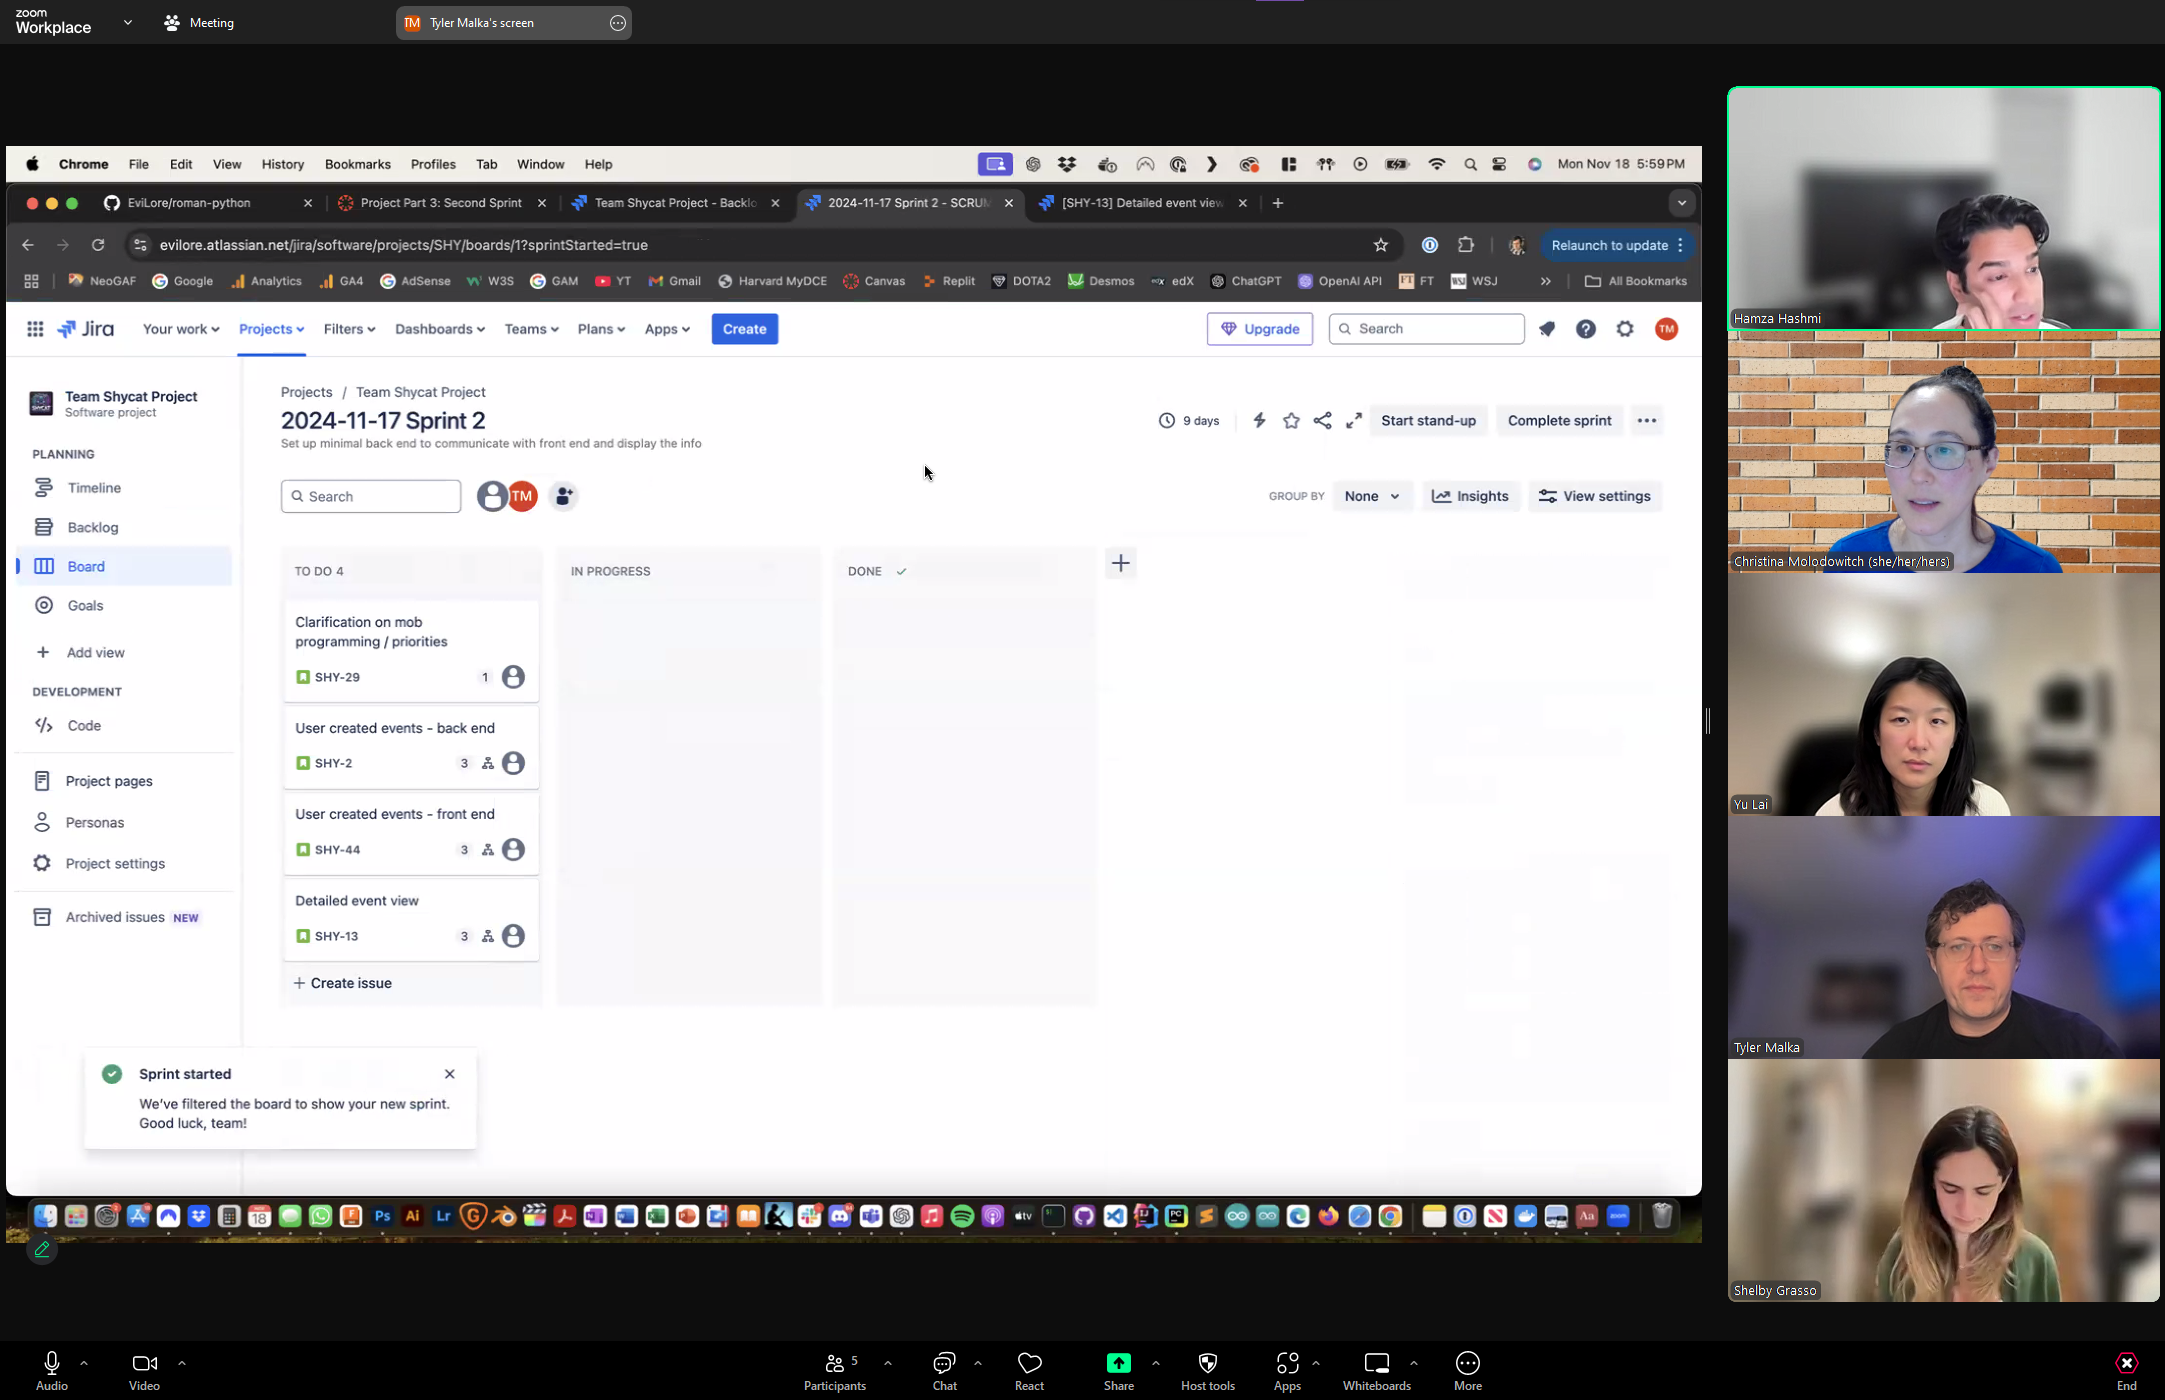 zoom
Workplace
Meeting
TM Tyler Malka's screen
Chrome File Edit View History Bookmarks Profiles Tab Window Help
Mon Nov 18 5:59PM
EviLore/roman-python
Project Part 3: Second Sprint
Team Shycat Project - Backlo
2024-11-17 Sprint 2 - SCRUM
[SHY-13] Detailed event view
evilore.atlassian.net/jira/software/projects/SHY/boards/1?sprintStarted=true
Relaunch to update
NeoGAF Google Analytics GA4 AdSense W3S GAM YT Gmail Harvard MyDCE Canvas Replit DOTA2 Desmos edX ChatGPT OpenAI API FT WSJ All Bookmarks
Jira Your work Projects Filters Dashboards Teams Plans Apps Create
Upgrade
Search
TM
Team Shycat Project
Software project
PLANNING
Timeline
Backlog
Board
Goals
Add view
DEVELOPMENT
Code
Project pages
Personas
Project settings
Archived issues NEW
Projects / Team Shycat Project
2024-11-17 Sprint 2
Set up minimal back end to communicate with front end and display the info
9 days
Start stand-up
Complete sprint
Search
TM
GROUP BY
None
Insights
View settings
TO DO 4
IN PROGRESS
DONE
Clarification on mob
programming / priorities
SHY-29 1
User created events - back end
SHY-2 3
User created events - front end
SHY-44 3
Detailed event view
SHY-13 3
+ Create issue
Sprint started
We've filtered the board to show your new sprint.
Good luck, team!
Hamza Hashmi
Christina Molodowitch (she/her/hers)
Yu Lai
Tyler Malka
Shelby Grasso
Audio
Video
Participants 5
Chat
React
Share
Host tools
Apps
Whiteboards
More
End